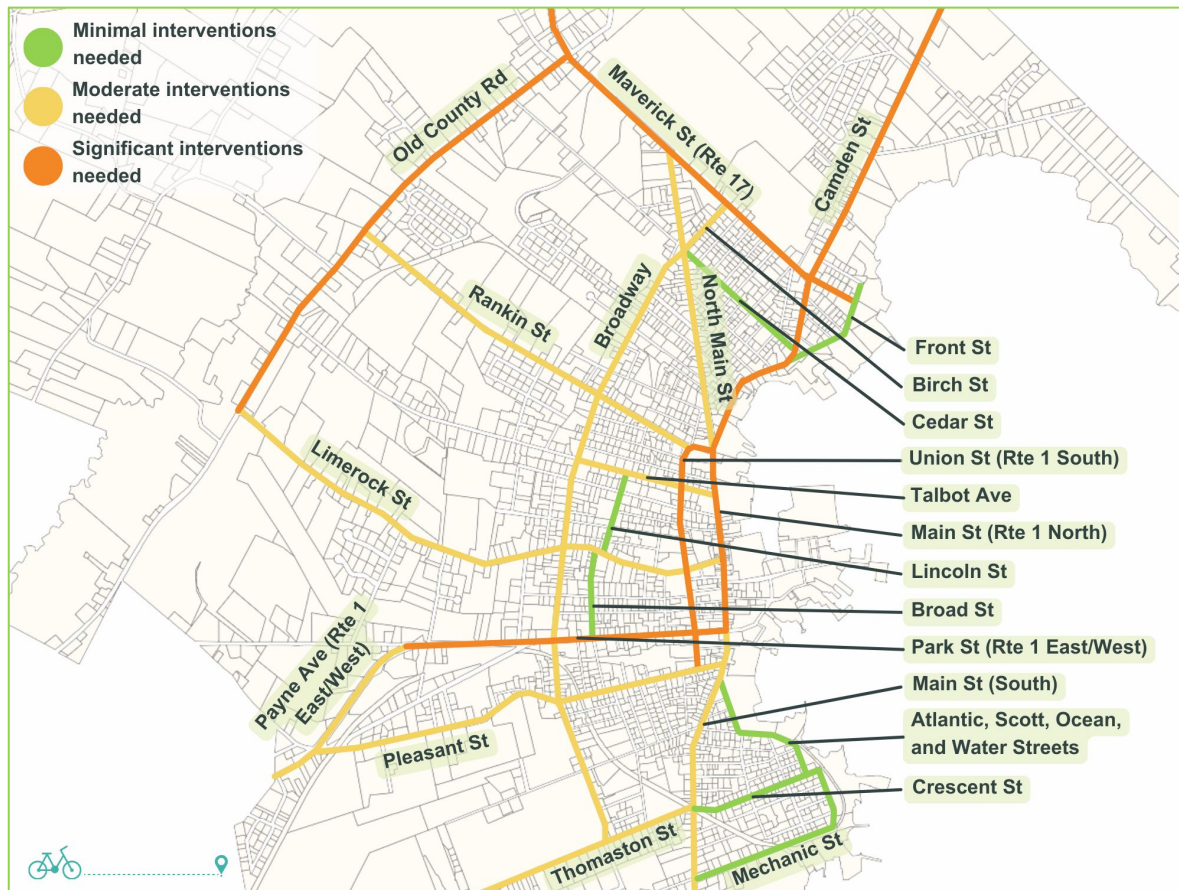 Minimal interventions
needed
Moderate interventions
needed
Significant interventions
needed
Old County Rd
Maverick St (Rte 17)
Camden St
Rankin St
Broadway
North Main St
Front St
Birch St
Cedar St
Union St (Rte 1 South)
Talbot Ave
Main St (Rte 1 North)
Lincoln St
Broad St
Park St (Rte 1 East/West)
Main St (South)
Atlantic, Scott, Ocean,
and Water Streets
Crescent St
Limerock St
Payne Ave (Rte 1
East/West)
Pleasant St
Thomaston St
Mechanic St